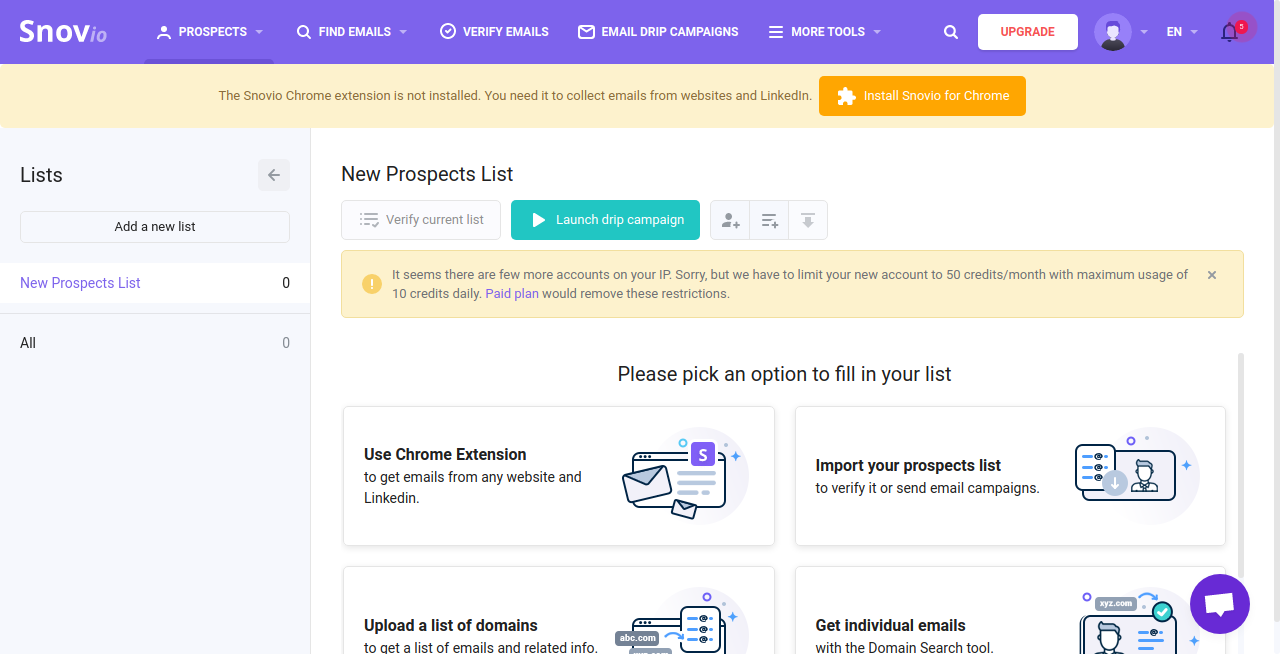 Snovio
PROSPECTS
FIND EMAILS
VERIFY EMAILS
EMAIL DRIP CAMPAIGNS
MORE TOOLS
UPGRADE
EN
5
The Snovio Chrome extension is not installed. You need it to collect emails from websites and LinkedIn.
Install Snovio for Chrome
Lists
Add a new list
New Prospects List 0
All 0
New Prospects List
Verify current list
Launch drip campaign
It seems there are few more accounts on your IP. Sorry, but we have to limit your new account to 50 credits/month with maximum usage of
10 credits daily. Paid plan would remove these restrictions.
Please pick an option to fill in your list
Use Chrome Extension
to get emails from any website and
Linkedin.
S
Import your prospects list
to verify it or send email campaigns.
@
@
@
Upload a list of domains
to get a list of emails and related info.
abc.com
@
@
@
Get individual emails
with the Domain Search tool.
xyz.com
@